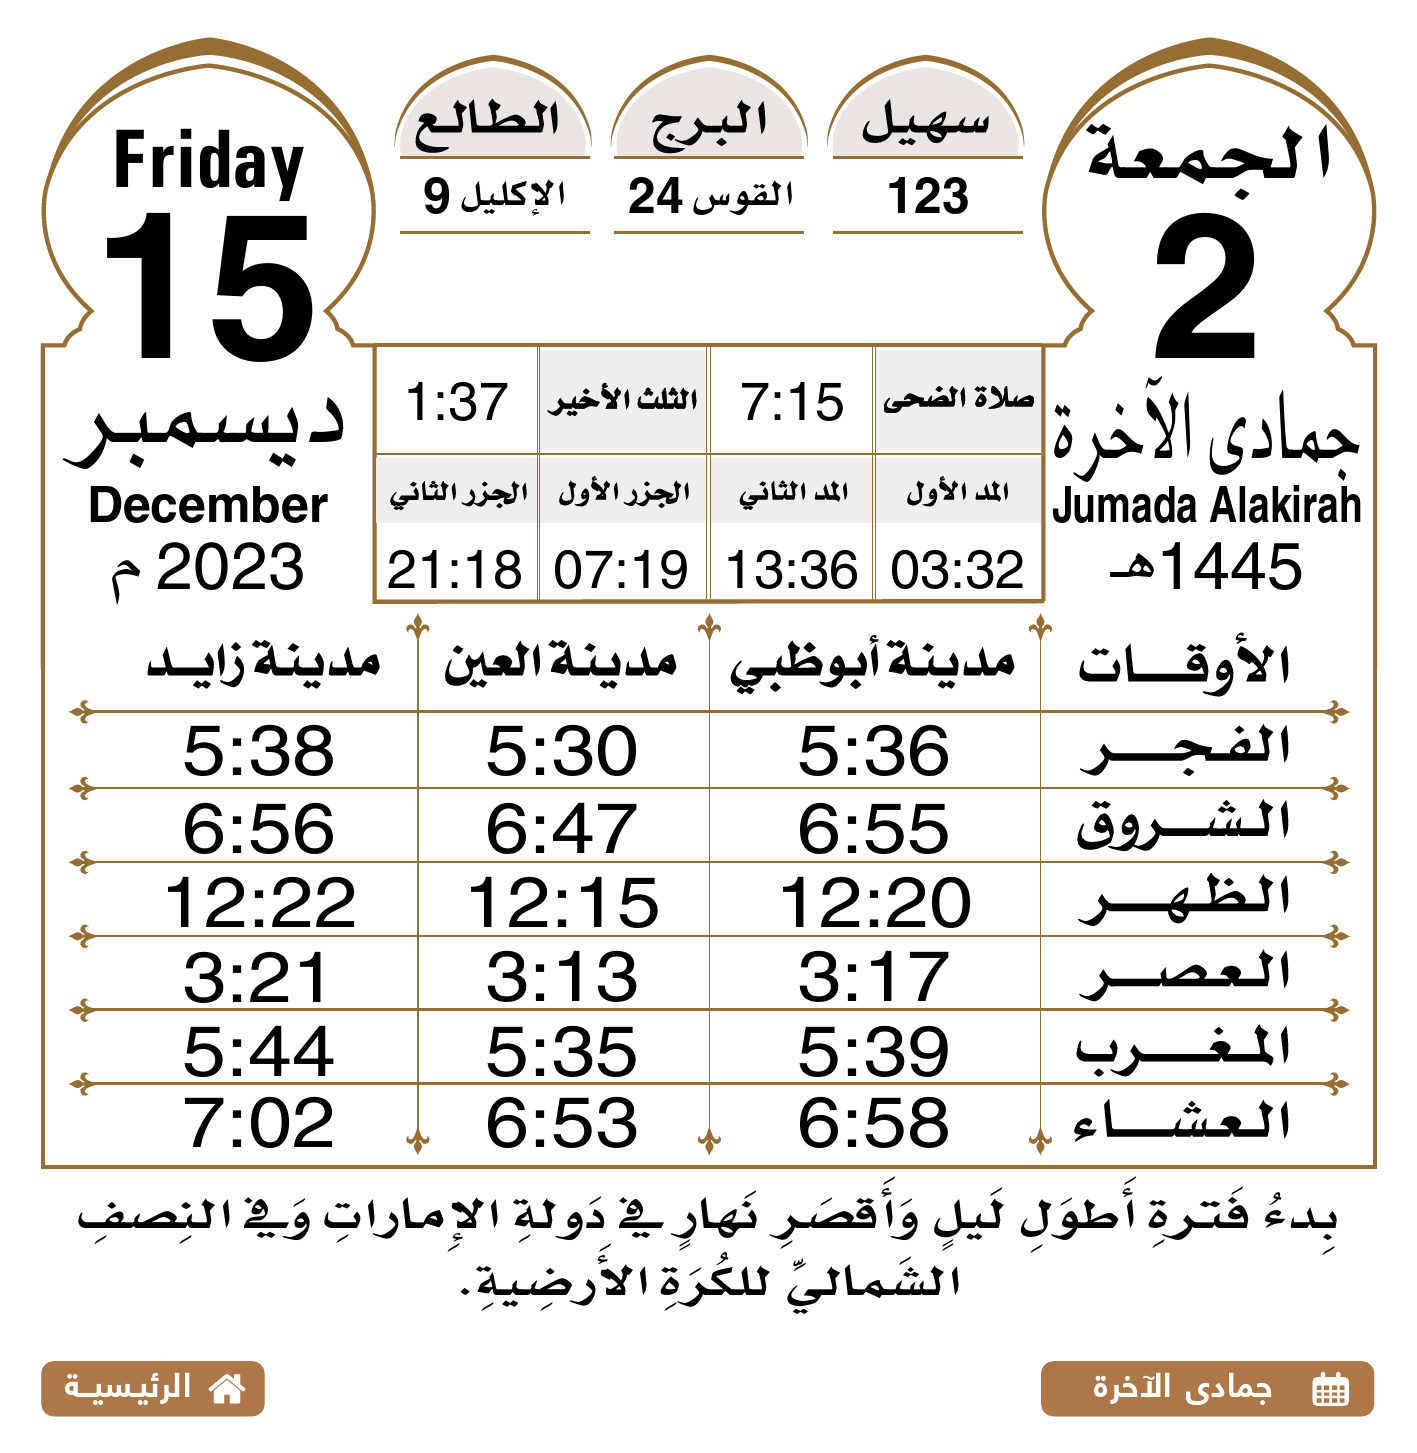 الجمعة
2
جمادى الآخرة
Jumada Alakirah
1445هـ
سهيل
123
البرج
القوس 24
الطالع
الإكليل 9
Friday
15
ديسمبر
December
2023 م
صلاة الضحى 7:15 الثلث الأخير 1:37
المد الأول المد الثاني الجزر الأول الجزر الثاني
03:32 13:36 07:19 21:18
الأوقات مدينة أبوظبي مدينة العين مدينة زايد
الفجر 5:36 5:30 5:38
الشروق 6:55 6:47 6:56
الظهر 12:20 12:15 12:22
العصر 3:17 3:13 3:21
المغرب 5:39 5:35 5:44
العشاء 6:58 6:53 7:02
بِدءُ فَترةِ أَطوَلِ لَيلٍ وَأَقصَرِ نَهارٍ في دَولةِ الإِماراتِ وَفي النِصفِ
الشَماليِّ للكُرَةِ الأَرضِيةِ.
جمادى الآخرة
الرئيسية